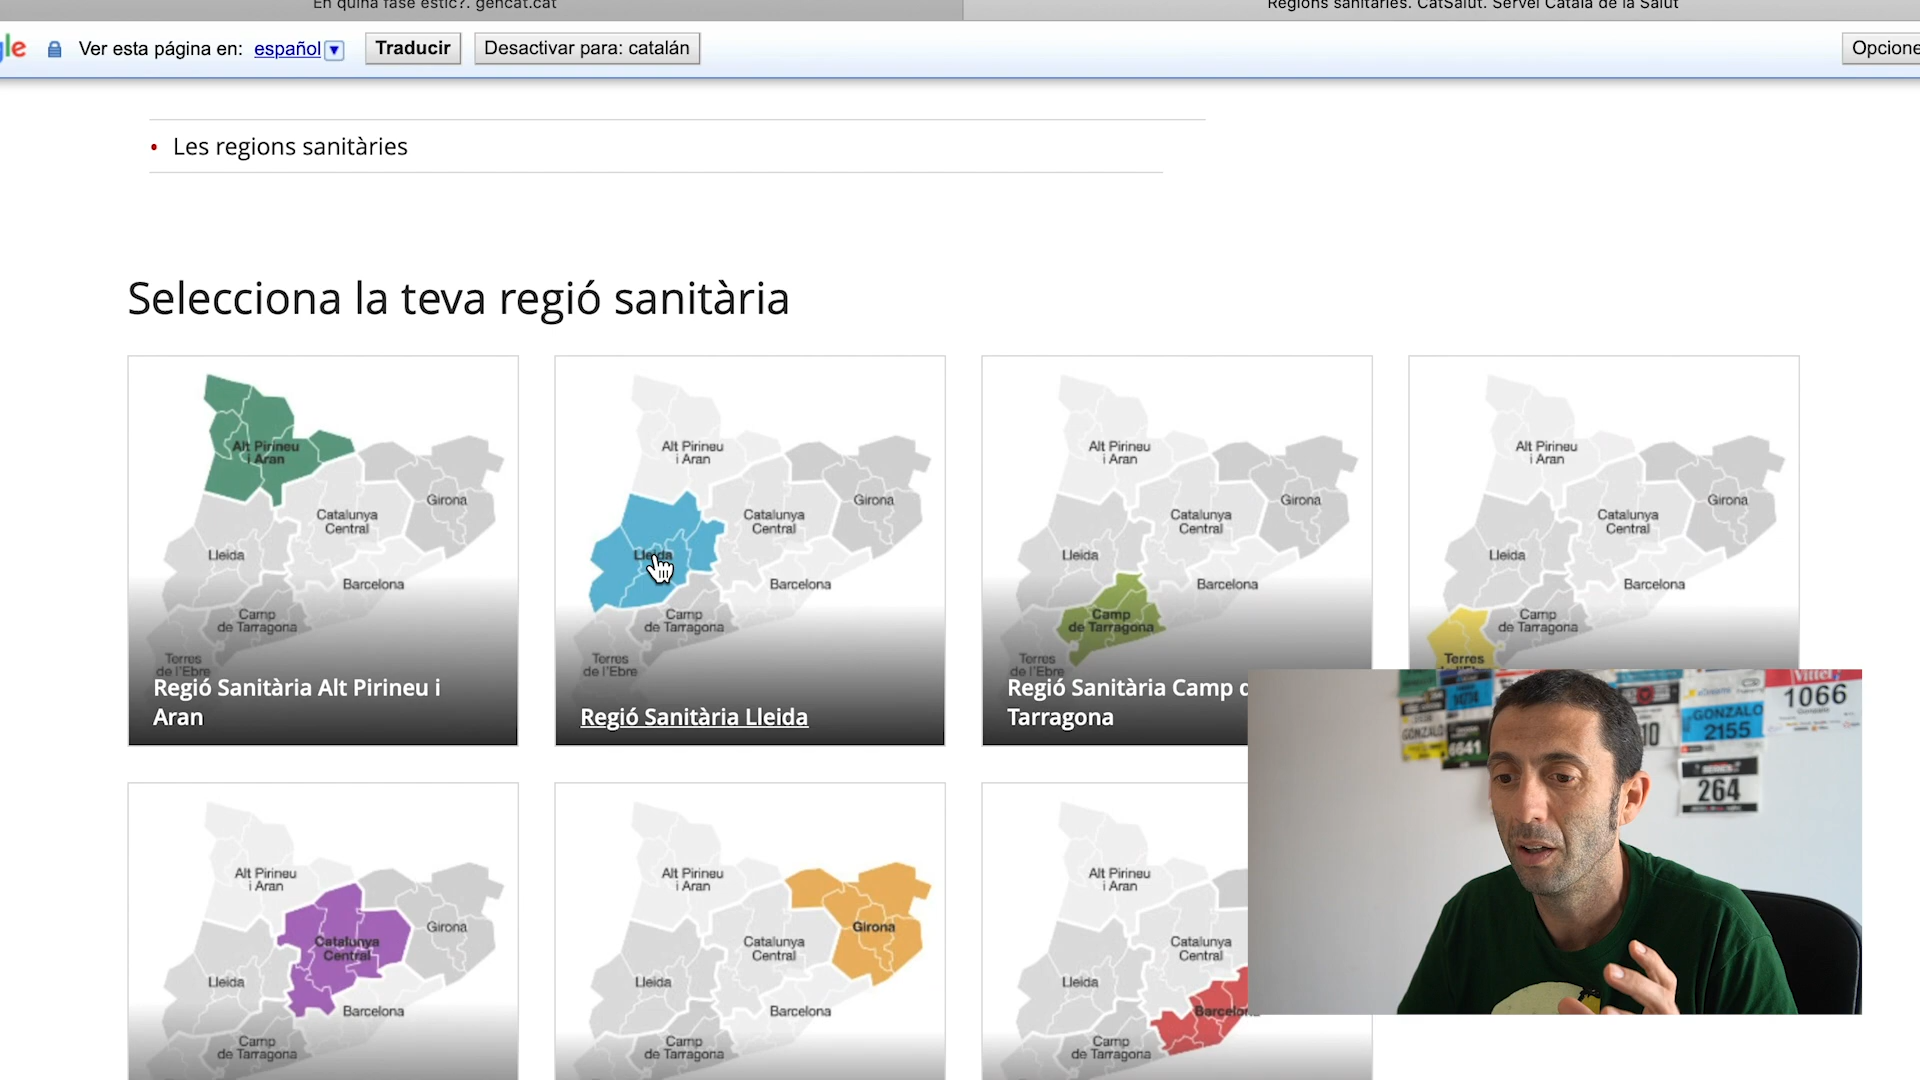 En quina fase estic?. gencat.cat
Regions sanitàries. CatSalut. Servei Català de la Salut
Ver esta página en: español
Traducir
Desactivar para: catalán
Les regions sanitàries
Selecciona la teva regió sanitària
Alt Pirineu
i Aran
Catalunya
Central
Girona
Lleida
Barcelona
Camp
de Tarragona
Terres
de l'Ebre
Regió Sanitària Alt Pirineu i
Aran
Alt Pirineu
i Aran
Catalunya
Central
Girona
Lleida
Barcelona
Camp
de Tarragona
Terres
de l'Ebre
Regió Sanitària Lleida
Alt Pirineu
i Aran
Catalunya
Central
Girona
Lleida
Barcelona
Camp
de Tarragona
Terres
de l'Ebre
Regió Sanitària Camp d
Tarragona
Alt Pirineu
i Aran
Catalunya
Central
Girona
Lleida
Barcelona
Camp
de Tarragona
Terres
Alt Pirineu
i Aran
Catalunya
Central
Girona
Lleida
Barcelona
Camp
de Tarragona
Alt Pirineu
i Aran
Catalunya
Central
Girona
Lleida
Barcelona
Camp
de Tarragona
Alt Pirineu
i Aran
Catalunya
Central
Lleida
Camp
de Tarragona
Vittel
1066
GONZALO
2155
GONZALO
6641
10
264